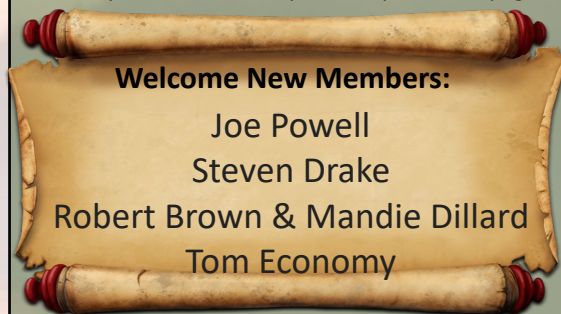 Welcome New Members:
Joe Powell
Steven Drake
Robert Brown & Mandie Dillard
Tom Economy